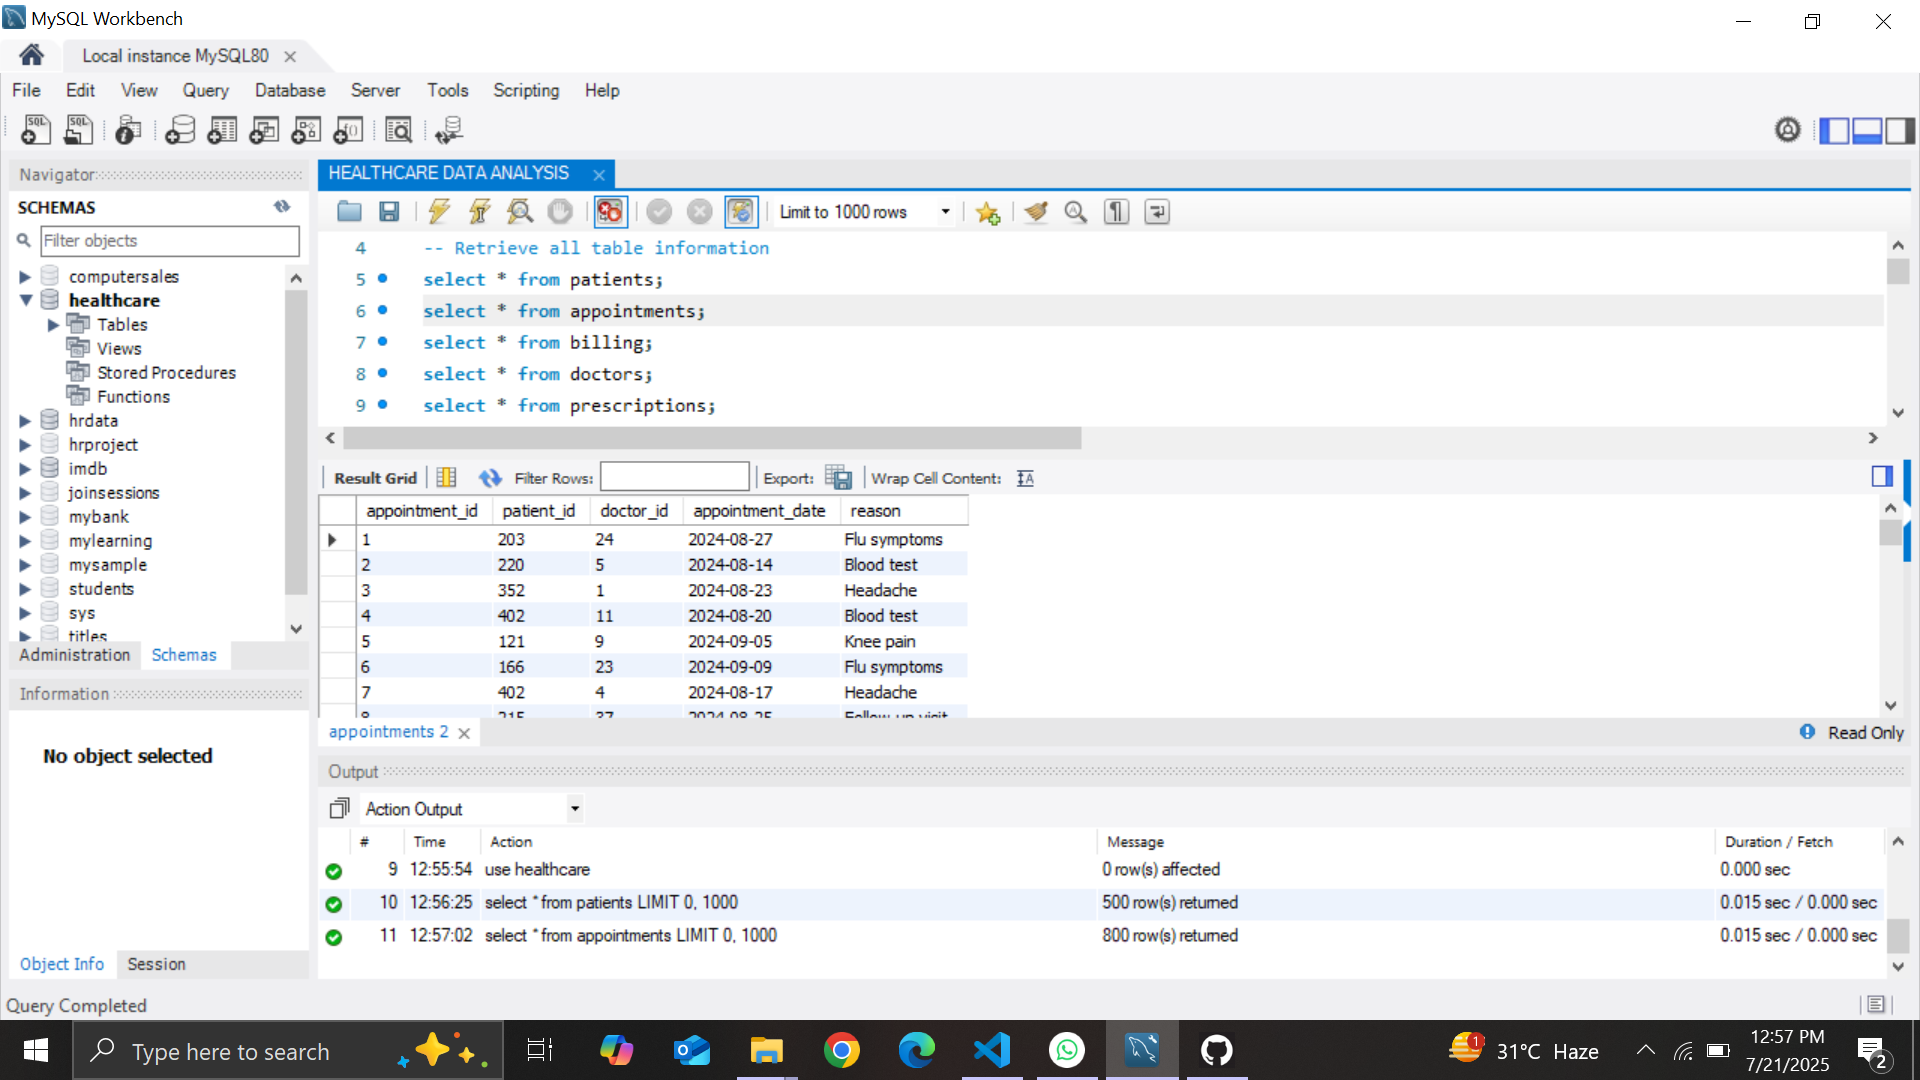 MySQL Workbench
Local instance MySQL80
File Edit View Query Database Server Tools Scripting Help
Navigator
SCHEMAS
Filter objects
computersales
healthcare
Tables
Views
Stored Procedures
Functions
hrdata
hrproject
imdb
joinsessions
mybank
mylearning
mysample
students
sys
titles
Administration Schemas
Information
No object selected
Object Info Session
Query Completed
HEALTHCARE DATA ANALYSIS
Limit to 1000 rows
4 -- Retrieve all table information
5 select * from patients;
6 select * from appointments;
7 select * from billing;
8 select * from doctors;
9 select * from prescriptions;
Result Grid Filter Rows: Export: Wrap Cell Content:
appointment_id patient_id doctor_id appointment_date reason
1 203 24 2024-08-27 Flu symptoms
2 220 5 2024-08-14 Blood test
3 352 1 2024-08-23 Headache
4 402 11 2024-08-20 Blood test
5 121 9 2024-09-05 Knee pain
6 166 23 2024-09-09 Flu symptoms
7 402 4 2024-08-17 Headache
8 215 37 2024-08-25 Follow-up visit
appointments 2
Read Only
Output
Action Output
# Time Action Message Duration / Fetch
9 12:55:54 use healthcare 0 row(s) affected 0.000 sec
10 12:56:25 select * from patients LIMIT 0, 1000 500 row(s) returned 0.015 sec / 0.000 sec
11 12:57:02 select * from appointments LIMIT 0, 1000 800 row(s) returned 0.015 sec / 0.000 sec
Type here to search
1
31°C Haze
12:57 PM
7/21/2025
2